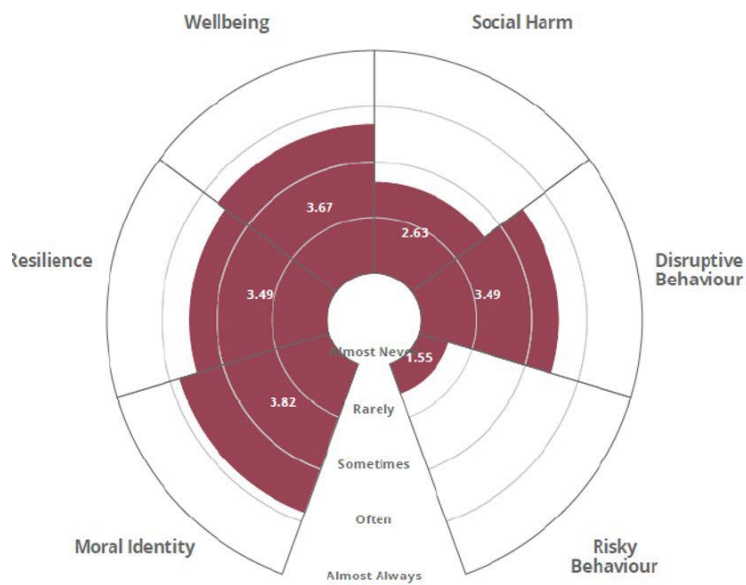 Wellbeing
Social Harm
Resilience
Disruptive
Behaviour
3.67
2.63
3.49
3.49
Almost Neve
1.55
3.82
Rarely
Sometimes
Often
Moral Identity
Risky
Behaviour
Almost Always